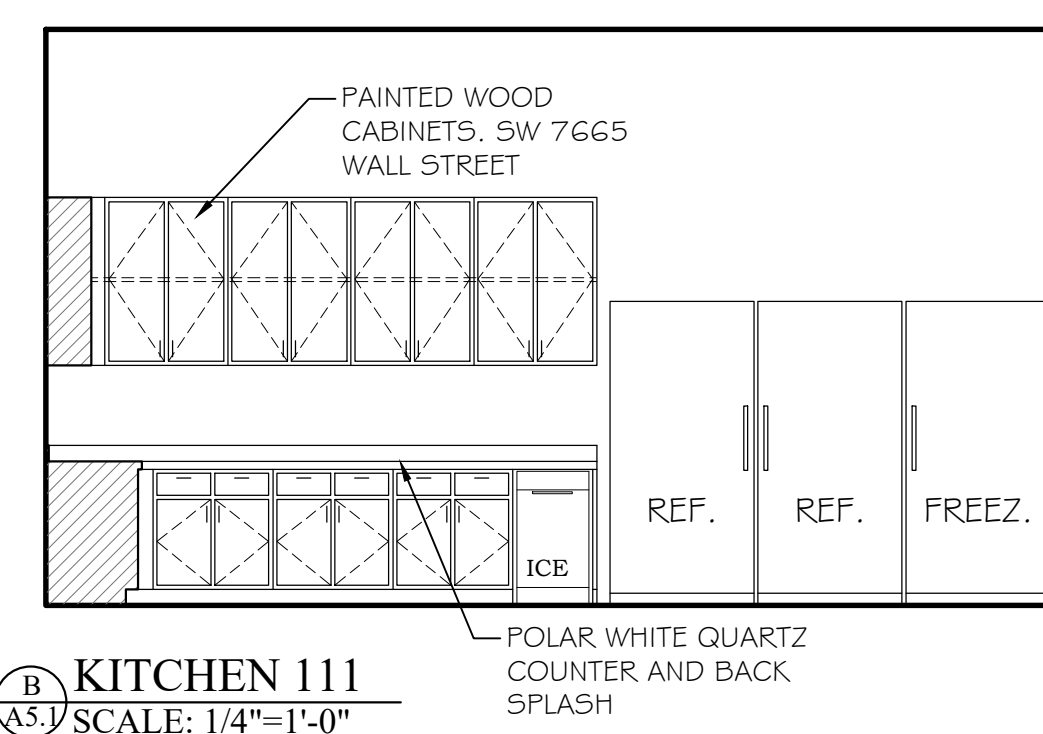 PAINTED WOOD
CABINETS. SW 7665
WALL STREET
REF.
REF.
FREEZ.
ICE
POLAR WHITE QUARTZ
COUNTER AND BACK
SPLASH
B
A5.1
KITCHEN 111
SCALE: 1/4"=1'-0"